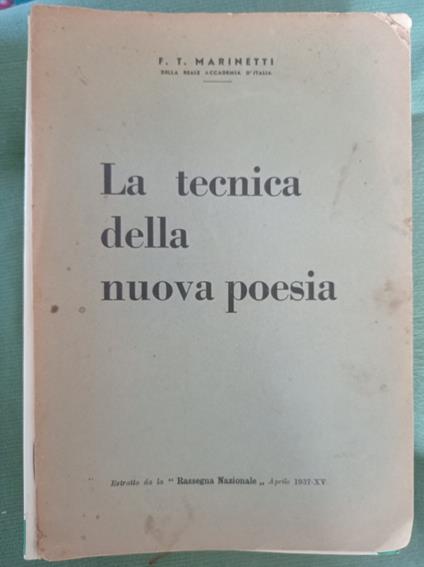 F. T. MARINETTI
DELLA REALE ACCADEMIA D'ITALIA
La tecnica
della
nuova poesia
Estratto da la " Rassegna Nazionale „ Aprile 1937-XV